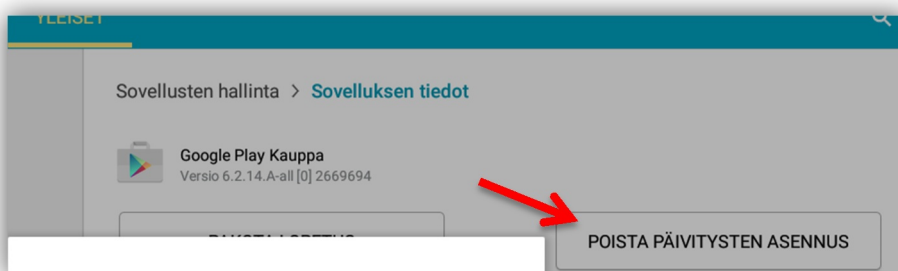 YLEISET
Sovellusten hallinta > Sovelluksen tiedot
Google Play Kauppa
Versio 6.2.14.A-all [0] 2669694
POISTA PÄIVITYSTEN ASENNUS